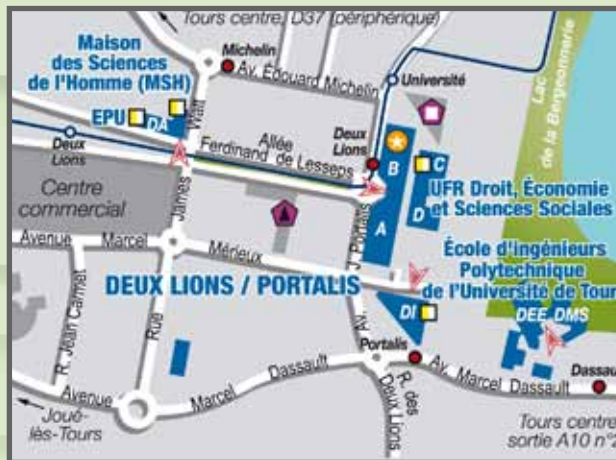 Tours centre, D37 (périphérique)
Maison
des Sciences
de l'Homme (MSH)
Michelin
Av. Édouard Michelin
Université
Lac
de la Bergeonnerie
EPU
DA
Watt
Allée
Ferdinand de Lesseps
Deux
Lions
Deux
Lions
B
C
UFR Droit, Économie
et Sciences Sociales
Centre
commercial
James
A
D
J. Portalis
Avenue Marcel Mérieux
École d'ingénieurs
Polytechnique
de l'Université de Tour
DEUX LIONS / PORTALIS
R. Jean Carmet
Rue
Av.
DI
DEE
DMS
Portalis
Avenue Marcel Dassault
Av. Marcel Dassault
Dassau
R. des
Deux Lions
Joué-
lès-Tours
Tours centre
sortie A10 n°2